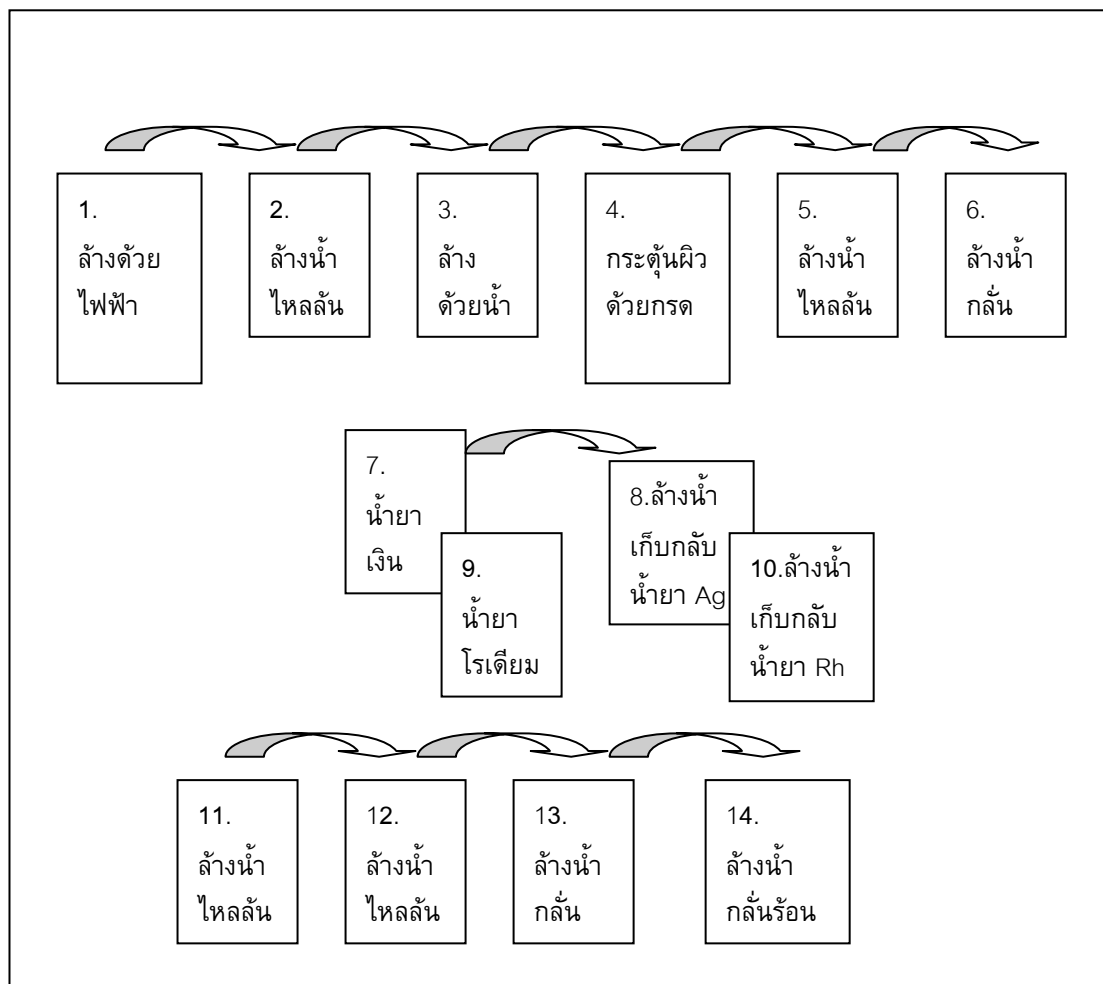 1.
ล้างด้วย
ไฟฟ้า
2.
ล้างน้ำ
ไหลล้น
3.
ล้าง
ด้วยน้ำ
4.
กระตุ้นผิว
ด้วยกรด
5.
ล้างน้ำ
ไหลล้น
6.
ล้างน้ำ
กลั่น
7.
น้ำยา
เงิน
8.ล้างน้ำ
เก็บกลับ
น้ำยา Ag
9.
น้ำยา
โรเดียม
10.ล้างน้ำ
เก็บกลับ
น้ำยา Rh
11.
ล้างน้ำ
ไหลล้น
12.
ล้างน้ำ
ไหลล้น
13.
ล้างน้ำ
กลั่น
14.
ล้างน้ำ
กลั่นร้อน